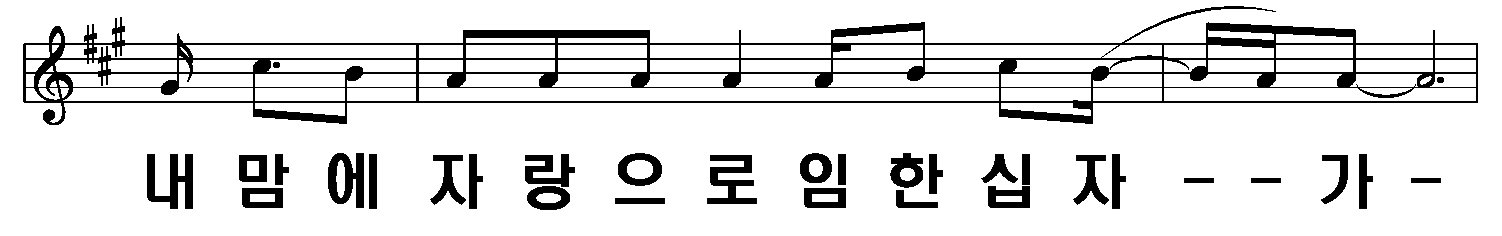 내 맘 에 자 랑 으 로 임 한 십 자 - - 가 -